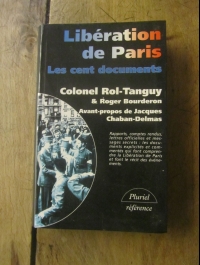 Libération
de Paris
Les cent documents
Colonel Rol-Tanguy
& Roger Bourderon
Avant-propos de Jacques
Chaban-Delmas
Rapports, comptes rendus,
lettres officielles et mes-
sages secrets : les docu-
ments explicités et com-
mentés qui font compren-
dre la Libération de Paris
et font le récit des événe-
ments.
Pluriel
référence